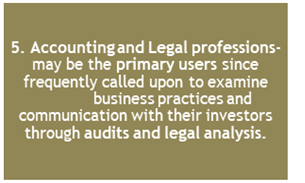 5. Accounting and Legal professions-
may be the primary users since
frequently called upon to examine
business practices and
communication with their investors
through audits and legal analysis.